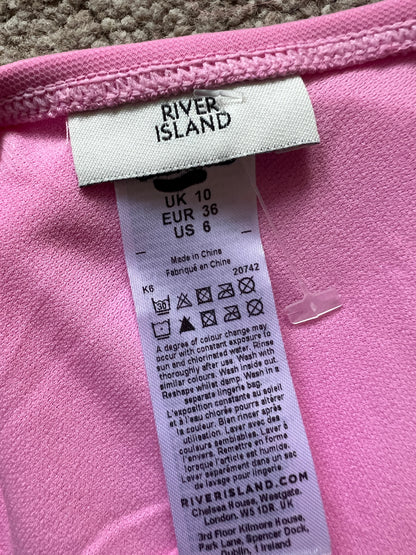 RIVER
ISLAND
UK 10
EUR 36
US 6
Made in China
Fabriqué en Chine
K6 20742
30
A degree of colour change may
occur with constant exposure to
sun and chlorinated water. Rinse
thoroughly after use. Wash with
similar colours. Wash inside out.
Reshape whilst damp. Wash in a
separate lingerie bag.
L'exposition constante au soleil
et à l'eau chlorée pourra altérer
la couleur. Bien rincer après
utilisation. Laver avec des
couleurs semblables. Laver à
l'envers. Remettre en forme
lorsque l'article est humide.
Laver séparément dans un sac
de lavage pour lingerie.
RIVERISLAND.COM
Chelsea House, Westgate,
London, W5 1DR. UK
3rd Floor Kilmore House,
Park Lane, Spencer Dock,
Dublin 1, Ireland